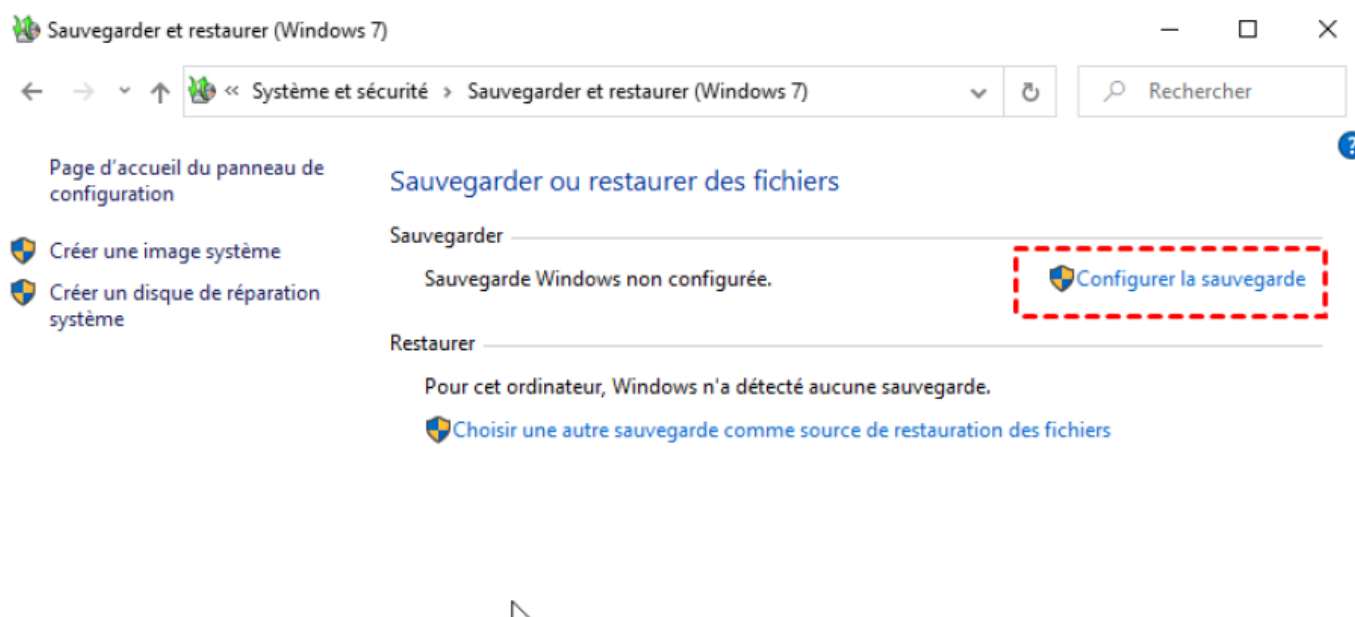 Sauvegarder et restaurer (Windows 7)
« Système et sécurité > Sauvegarder et restaurer (Windows 7)
Rechercher
?
Page d'accueil du panneau de
configuration
Créer une image système
Créer un disque de réparation
système
Sauvegarder ou restaurer des fichiers
Sauvegarder
Sauvegarde Windows non configurée.
Configurer la sauvegarde
Restaurer
Pour cet ordinateur, Windows n'a détecté aucune sauvegarde.
Choisir une autre sauvegarde comme source de restauration des fichiers